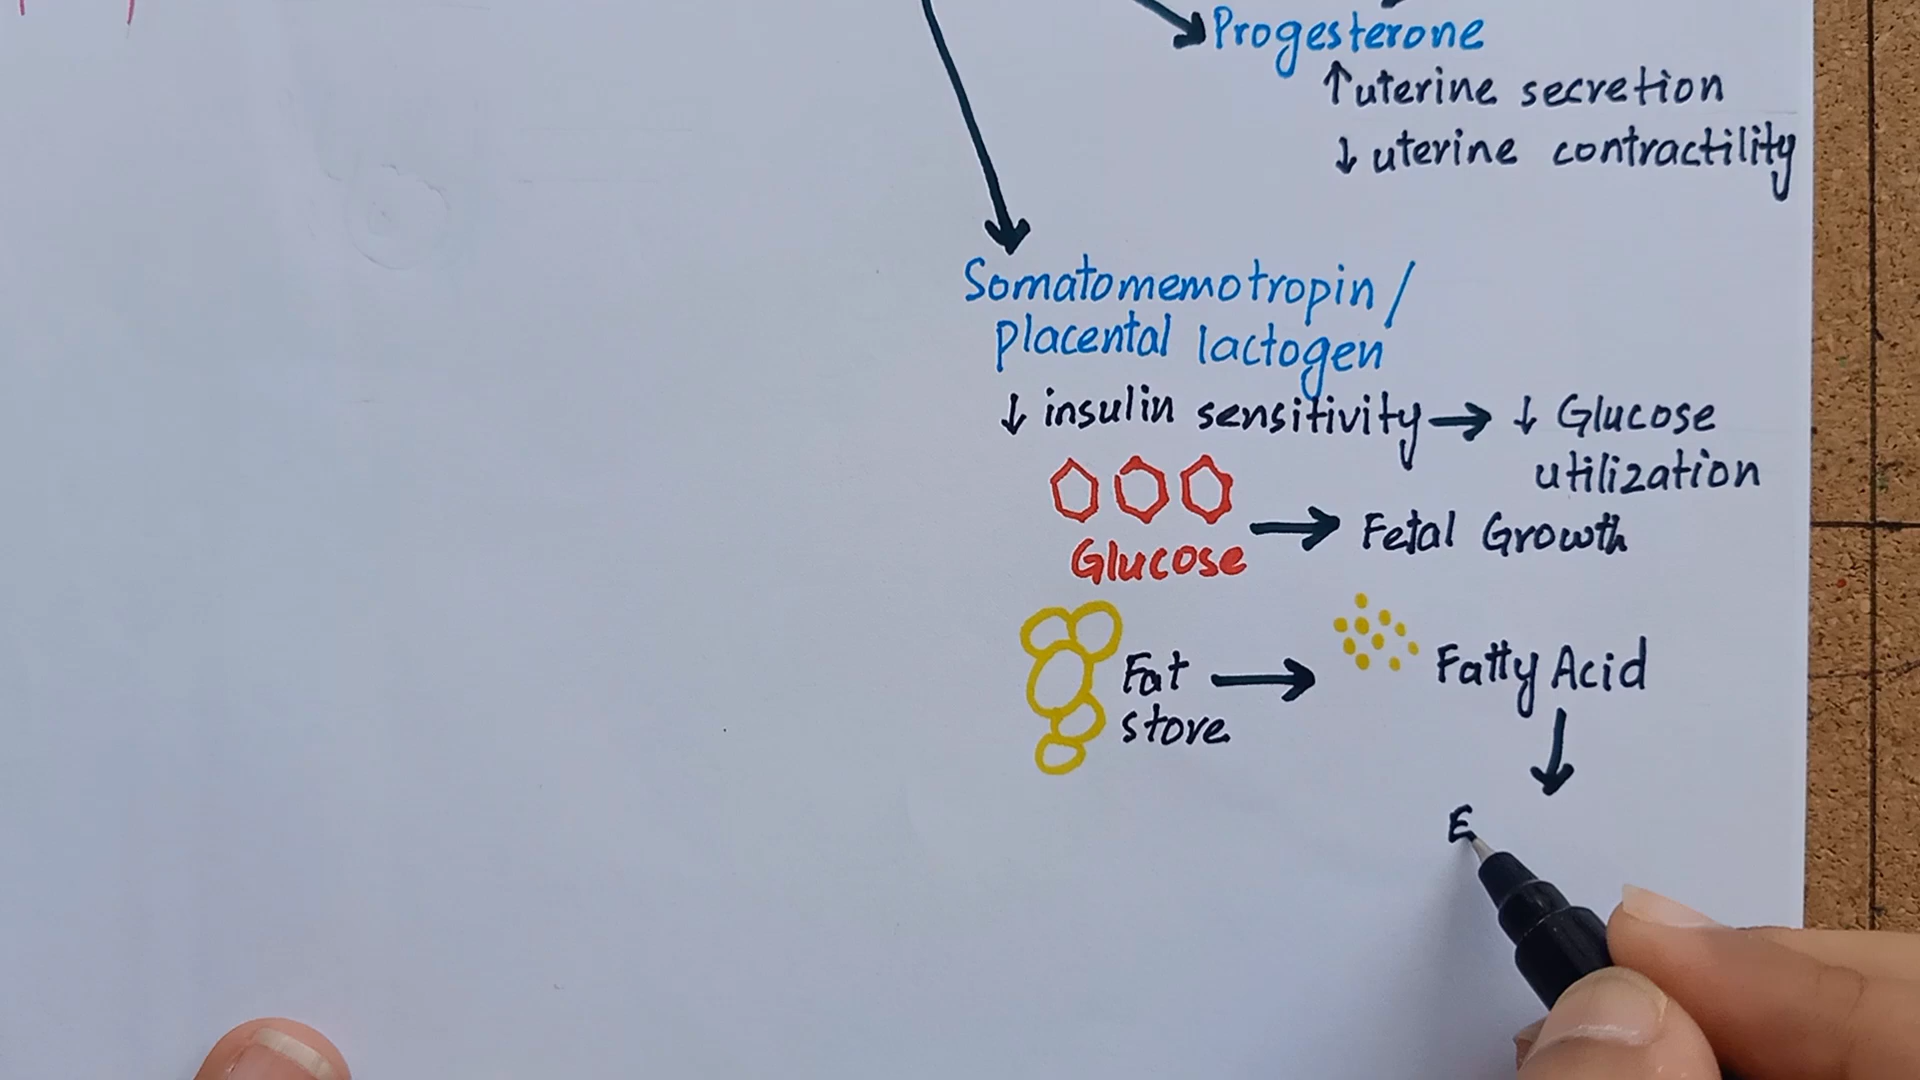 Progesterone
↑uterine secretion
↓ uterine contractility
Somatomemotropin /
placental lactogen
↓ insulin sensitivity → ↓ Glucose
utilization
Glucose → Fetal Growth
Fat store → Fatty Acid
E